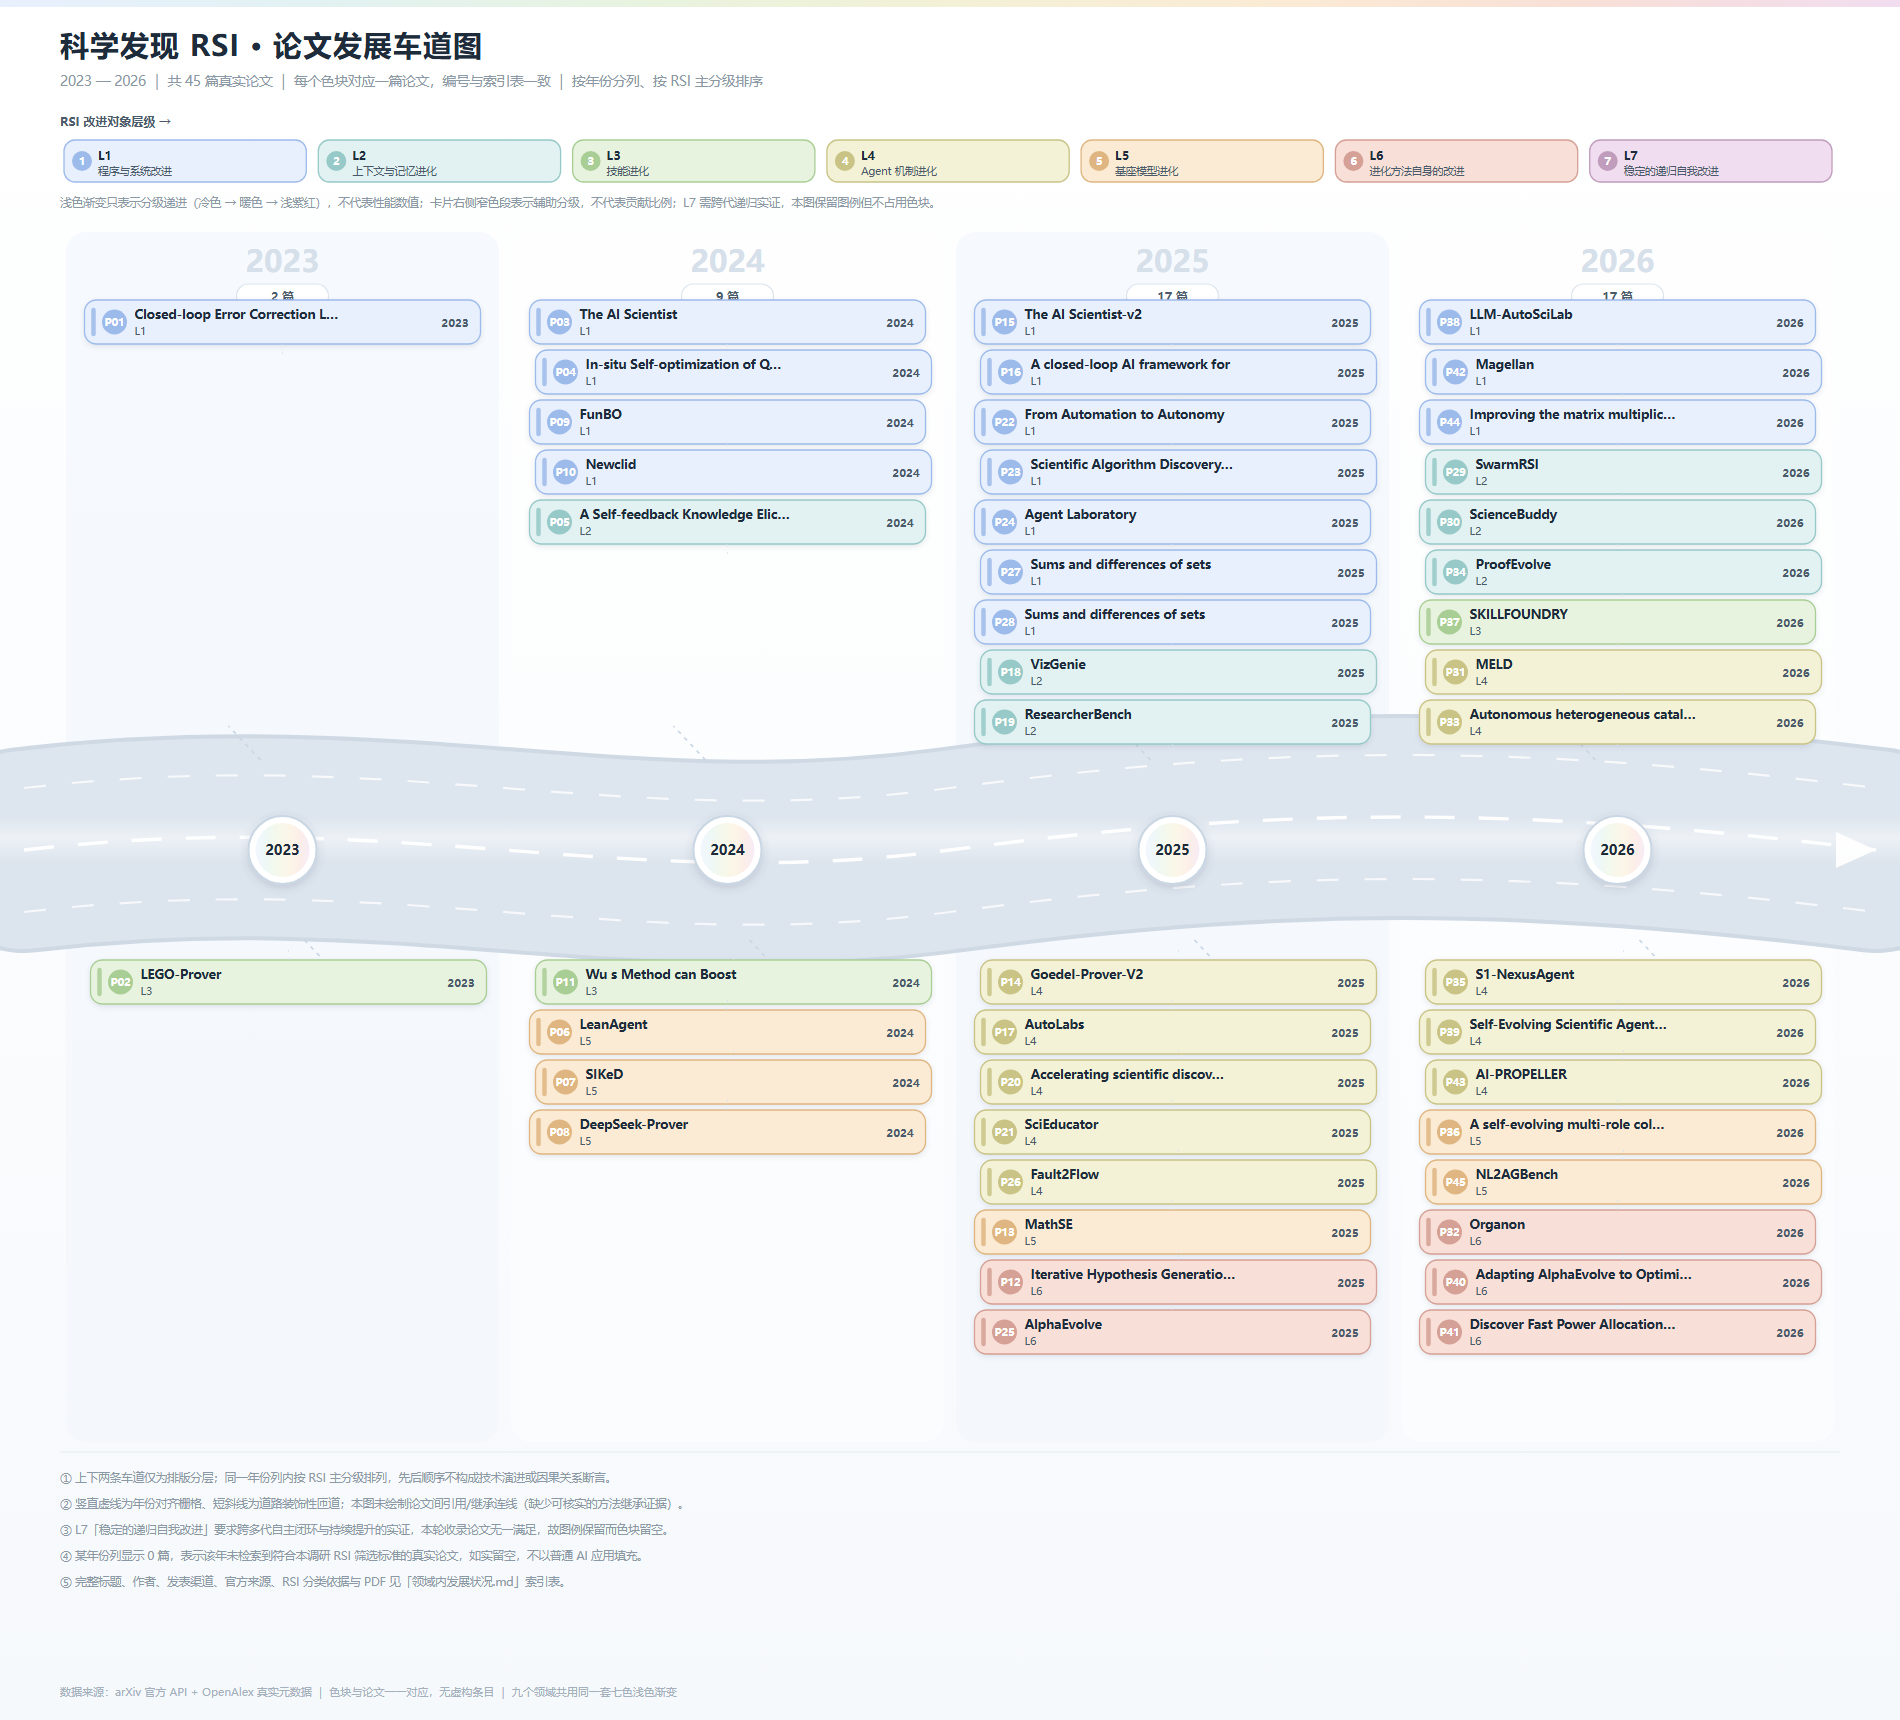 科学发现 RSI · 论文发展车道图
2023 — 2026 | 共 45 篇真实论文 | 每个色块对应一篇论文，编号与索引表一致 | 按年份分列、按 RSI 主分级排序
RSI 改进对象层级 →
1 L1
程序与系统改进
2 L2
上下文与记忆进化
3 L3
技能进化
4 L4
Agent 机制进化
5 L5
基座模型进化
6 L6
进化方法自身的改进
7 L7
稳定的递归自我改进
浅色渐变只表示分级递进（冷色 → 暖色 → 浅紫红），不代表性能数值；卡片右侧窄色段表示辅助分级，不代表贡献比例；L7 需跨代递归实证，本图保留图例但不占用色块。
2023
2 篇
P01 Closed-loop Error Correction L... 2023
L1
2024
9 篇
P03 The AI Scientist 2024
L1
P04 In-situ Self-optimization of Q... 2024
L1
P09 FunBO 2024
L1
P10 Newclid 2024
L1
P05 A Self-feedback Knowledge Elic... 2024
L2
2025
17 篇
P15 The AI Scientist-v2 2025
L1
P16 A closed-loop AI framework for 2025
L1
P22 From Automation to Autonomy 2025
L1
P23 Scientific Algorithm Discovery... 2025
L1
P24 Agent Laboratory 2025
L1
P27 Sums and differences of sets 2025
L1
P28 Sums and differences of sets 2025
L1
P18 VizGenie 2025
L2
P19 ResearcherBench 2025
L2
2026
17 篇
P38 LLM-AutoSciLab 2026
L1
P42 Magellan 2026
L1
P44 Improving the matrix multiplic... 2026
L1
P29 SwarmRSI 2026
L2
P30 ScienceBuddy 2026
L2
P34 ProofEvolve 2026
L2
P37 SKILLFOUNDRY 2026
L3
P31 MELD 2026
L4
P33 Autonomous heterogeneous catal... 2026
L4
2023
2024
2025
2026
P02 LEGO-Prover 2023
L3
P11 Wu s Method can Boost 2024
L3
P06 LeanAgent 2024
L5
P07 SIKeD 2024
L5
P08 DeepSeek-Prover 2024
L5
P14 Goedel-Prover-V2 2025
L4
P17 AutoLabs 2025
L4
P20 Accelerating scientific discov... 2025
L4
P21 SciEducator 2025
L4
P26 Fault2Flow 2025
L4
P13 MathSE 2025
L5
P12 Iterative Hypothesis Generatio... 2025
L6
P25 AlphaEvolve 2025
L6
P35 S1-NexusAgent 2026
L4
P39 Self-Evolving Scientific Agent... 2026
L4
P43 AI-PROPELLER 2026
L4
P36 A self-evolving multi-role col... 2026
L5
P45 NL2AGBench 2026
L5
P32 Organon 2026
L6
P40 Adapting AlphaEvolve to Optimi... 2026
L6
P41 Discover Fast Power Allocation... 2026
L6
① 上下两条车道仅为排版分层；同一年份列内按 RSI 主分级排列，先后顺序不构成技术演进或因果关系断言。
② 竖直虚线为年份对齐栅格、短斜线为道路装饰性匝道；本图未绘制论文间引用/继承连线（缺少可核实的方法继承证据）。
③ L7「稳定的递归自我改进」要求跨多代自主闭环与持续提升的实证，本轮收录论文无一满足，故图例保留而色块留空。
④ 某年份列显示 0 篇，表示该年未检索到符合本调研 RSI 筛选标准的真实论文，如实留空，不以普通 AI 应用填充。
⑤ 完整标题、作者、发表渠道、官方来源、RSI 分类依据与 PDF 见「领域内发展状况.md」索引表。
数据来源：arXiv 官方 API + OpenAlex 真实元数据 | 色块与论文一一对应，无虚构条目 | 九个领域共用同一套七色浅色渐变